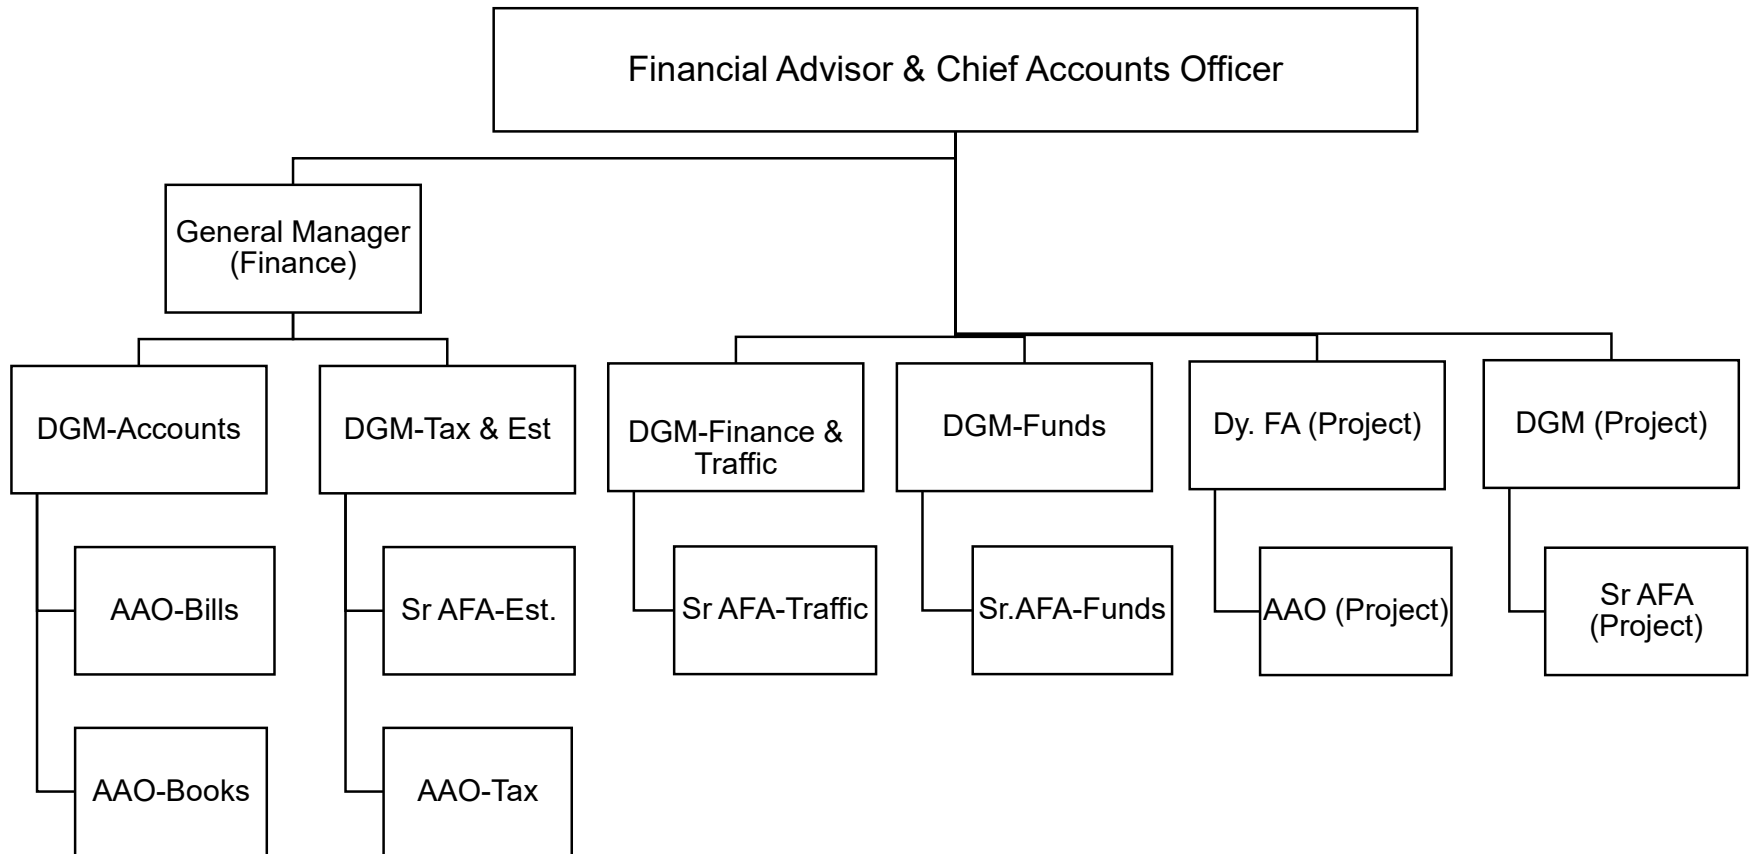 Financial Advisor & Chief Accounts Officer
General Manager
(Finance)
DGM-Accounts
DGM-Tax & Est
DGM-Finance &
Traffic
DGM-Funds
Dy. FA (Project)
DGM (Project)
AAO-Bills
Sr AFA-Est.
Sr AFA-Traffic
Sr.AFA-Funds
AAO (Project)
Sr AFA
(Project)
AAO-Books
AAO-Tax